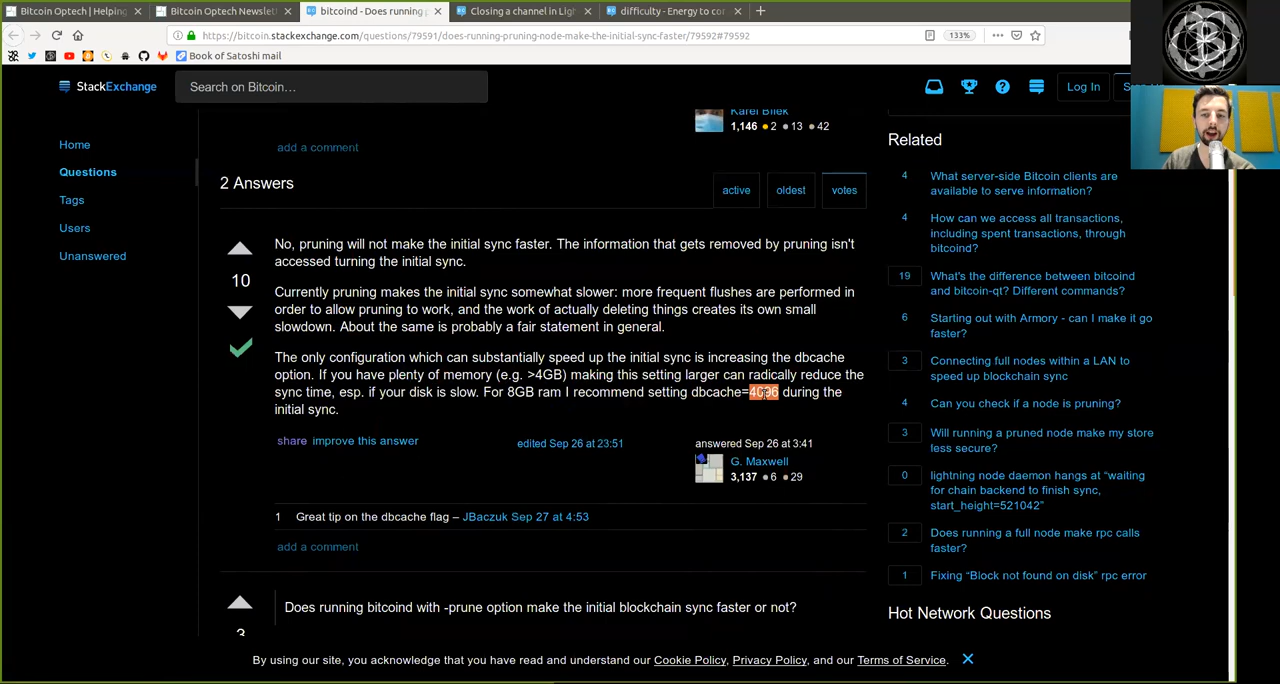 Bitcoin Optech | Helping
Bitcoin Optech Newslet
bitcoind - Does running p
Closing a channel in Ligh
difficulty - Energy to con
https://bitcoin.stackexchange.com/questions/79591/does-running-pruning-node-make-the-initial-sync-faster/79592#79592
133%
Book of Satoshi mail
StackExchange
Search on Bitcoin…
Log In
Home
Questions
Tags
Users
Unanswered
Karel Bílek
1,146 2 13 42
add a comment
2 Answers
active oldest votes
10
No, pruning will not make the initial sync faster. The information that gets removed by pruning isn't
accessed turning the initial sync.
Currently pruning makes the initial sync somewhat slower: more frequent flushes are performed in
order to allow pruning to work, and the work of actually deleting things creates its own small
slowdown. About the same is probably a fair statement in general.
The only configuration which can substantially speed up the initial sync is increasing the dbcache
option. If you have plenty of memory (e.g. >4GB) making this setting larger can radically reduce the
sync time, esp. if your disk is slow. For 8GB ram I recommend setting dbcache=4096 during the
initial sync.
share improve this answer
edited Sep 26 at 23:51
answered Sep 26 at 3:41
G. Maxwell
3,137 6 29
1 Great tip on the dbcache flag – JBaczuk Sep 27 at 4:53
add a comment
3
Does running bitcoind with -prune option make the initial blockchain sync faster or not?
Related
4 What server-side Bitcoin clients are
available to serve information?
4 How can we access all transactions,
including spent transactions, through
bitcoind?
19 What's the difference between bitcoind
and bitcoin-qt? Different commands?
6 Starting out with Armory - can I make it go
faster?
3 Connecting full nodes within a LAN to
speed up blockchain sync
4 Can you check if a node is pruning?
3 Will running a pruned node make my store
less secure?
0 lightning node daemon hangs at “waiting
for chain backend to finish sync,
start_height=521042”
2 Does running a full node make rpc calls
faster?
1 Fixing “Block not found on disk” rpc error
Hot Network Questions
By using our site, you acknowledge that you have read and understand our Cookie Policy, Privacy Policy, and our Terms of Service.